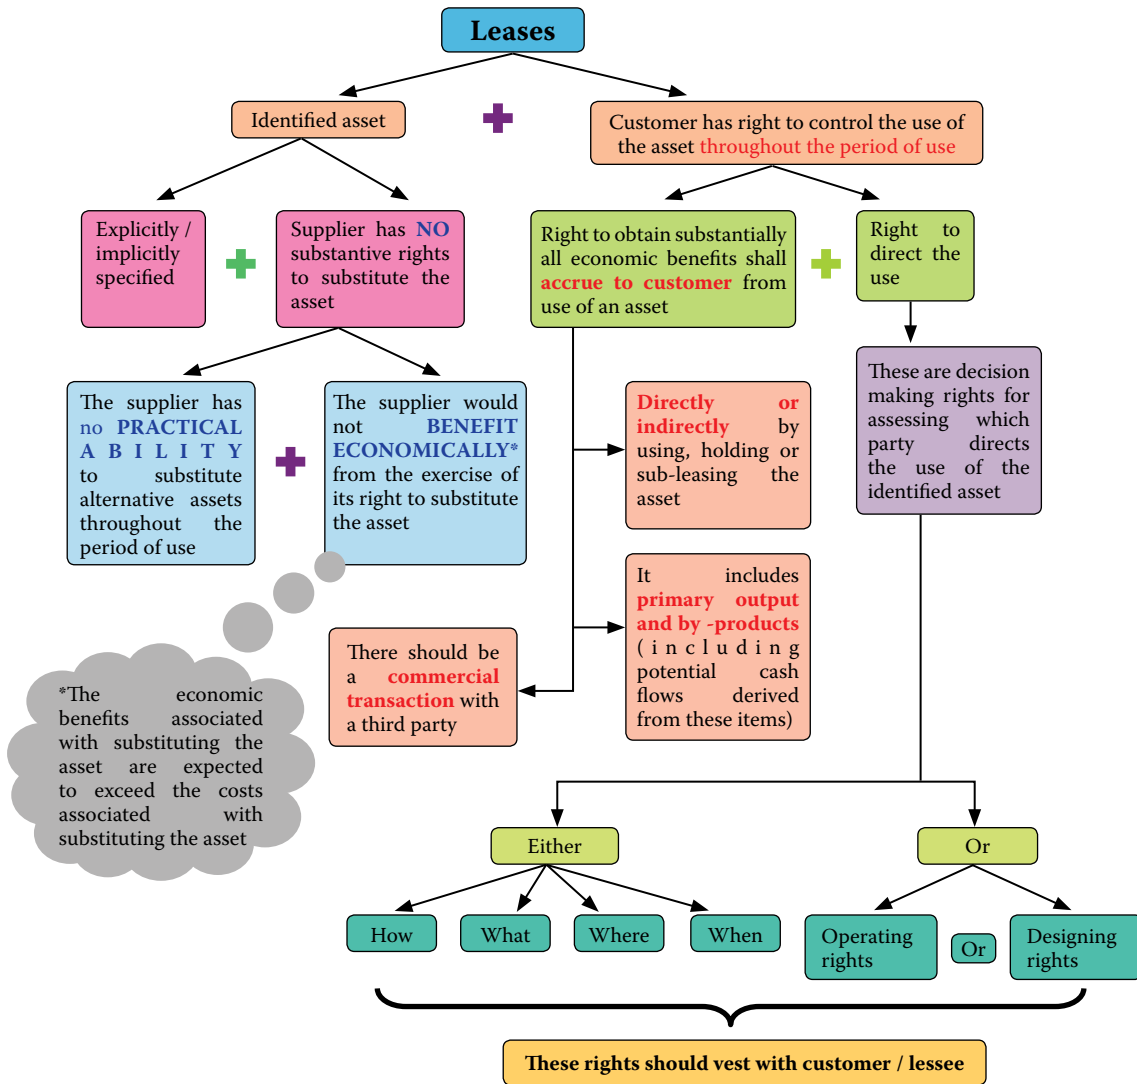 Leases
Identified asset
Customer has right to control the use of
the asset throughout the period of use
Explicitly /
implicitly
specified
Supplier has NO
substantive rights
to substitute the
asset
Right to obtain substantially
all economic benefits shall
accrue to customer from
use of an asset
Right to
direct the
use
The supplier has
no PRACTICAL
A B I L I T Y
to substitute
alternative assets
throughout the
period of use
The supplier would
not BENEFIT
ECONOMICALLY*
from the exercise of
its right to substitute
the asset
Directly or
indirectly by
using, holding or
sub-leasing the
asset
These are decision
making rights for
assessing which
party directs
the use of the
identified asset
It includes
primary output
and by -products
( i n c l u d i n g
potential cash
flows derived
from these items)
There should be
a commercial
transaction with
a third party
*The economic
benefits associated
with substituting the
asset are expected
to exceed the costs
associated with
substituting the asset
Either
Or
How
What
Where
When
Operating
rights
Or
Designing
rights
These rights should vest with customer / lessee